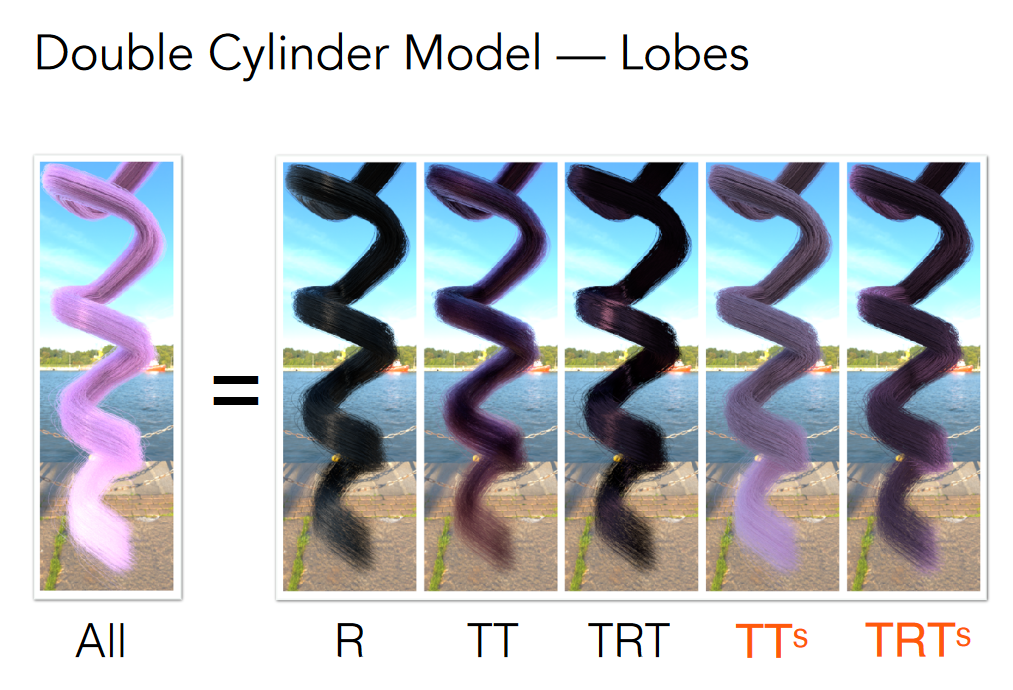 Double Cylinder Model — Lobes
=
All
R
TT
TRT
TTs
TRTs